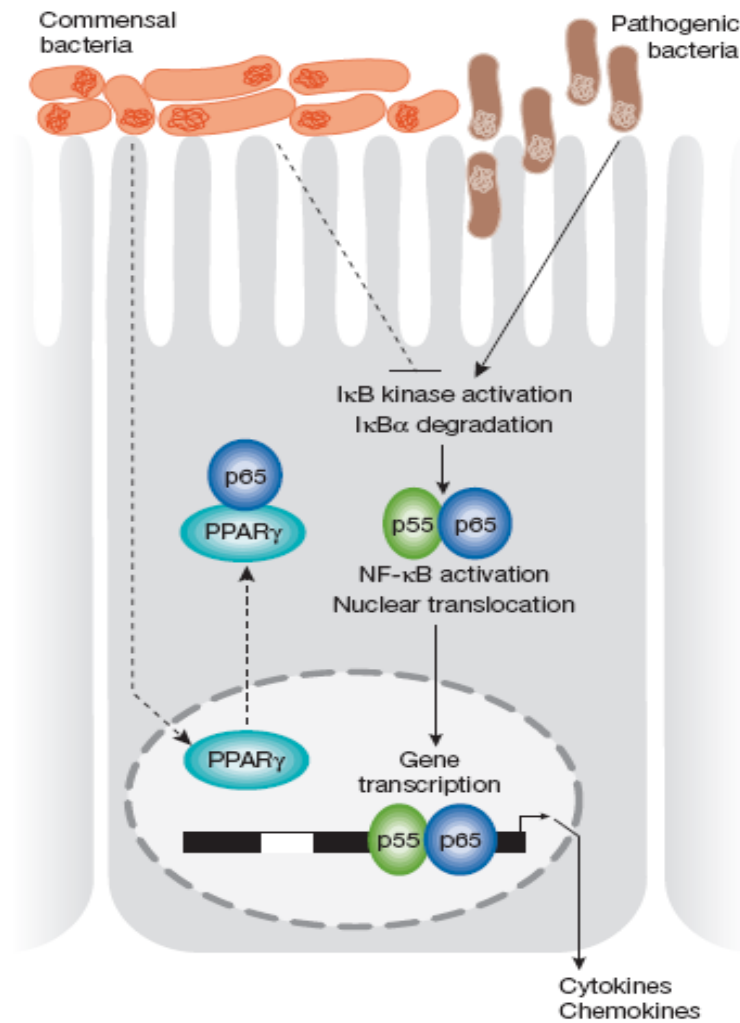 Commensal
bacteria
Pathogenic
bacteria
IκB kinase activation
IκBα degradation
p65
PPARγ
p55
p65
NF-κB activation
Nuclear translocation
PPARγ
Gene
transcription
p55
p65
Cytokines
Chemokines